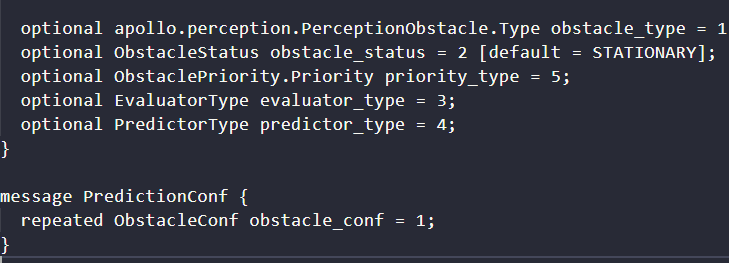 optional apollo.perception.PerceptionObstacle.Type obstacle_type = 1
optional ObstacleStatus obstacle_status = 2 [default = STATIONARY];
optional ObstaclePriority.Priority priority_type = 5;
optional EvaluatorType evaluator_type = 3;
optional PredictorType predictor_type = 4;
}
message PredictionConf {
repeated ObstacleConf obstacle_conf = 1;
}